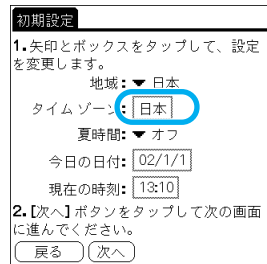 初期設定
1.矢印とボックスをタップして、設定
を変更します。
地域: ▼ 日本
タイム ゾーン: 日本
夏時間: ▼ オフ
今日の日付: 02/1/1
現在の時刻: 13:10
2.[次へ]ボタンをタップして次の画面
に進んでください。
戻る 次へ